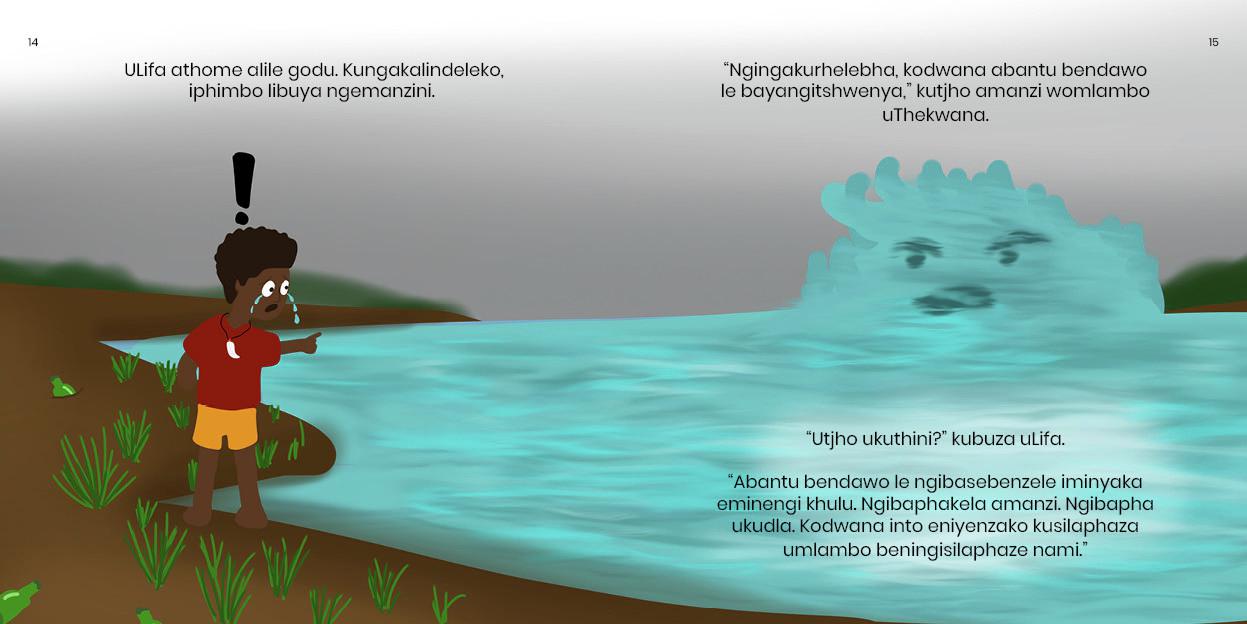 14
ULifa athome alile godu. Kungakalindeleko,
iphimbo libuya ngemanzini.
15
“Ngingakurhelebha, kodwana abantu bendawo
le bayangitshwenya,” kutjho amanzi womlambo
uThekwana.
“Utjho ukuthini?” kubuza uLifa.
“Abantu bendawo le ngibasebenzele iminyaka
eminengi khulu. Ngibaphakela amanzi. Ngibapha
ukudla. Kodwana into eniyenzako kusilaphaza
umlambo beningisilaphaze nami.”